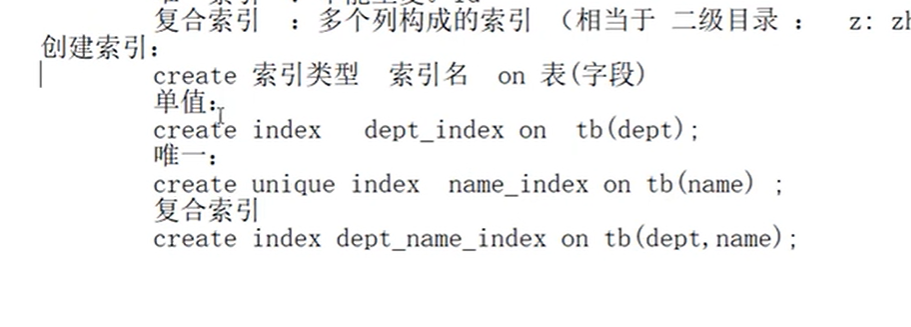 复合索引 ：多个列构成的索引 （相当于 二级目录 ： z: zh
创建索引：
create 索引类型 索引名 on 表(字段)
单值：
create index dept_index on tb(dept);
唯一：
create unique index name_index on tb(name) ;
复合索引
create index dept_name_index on tb(dept,name);